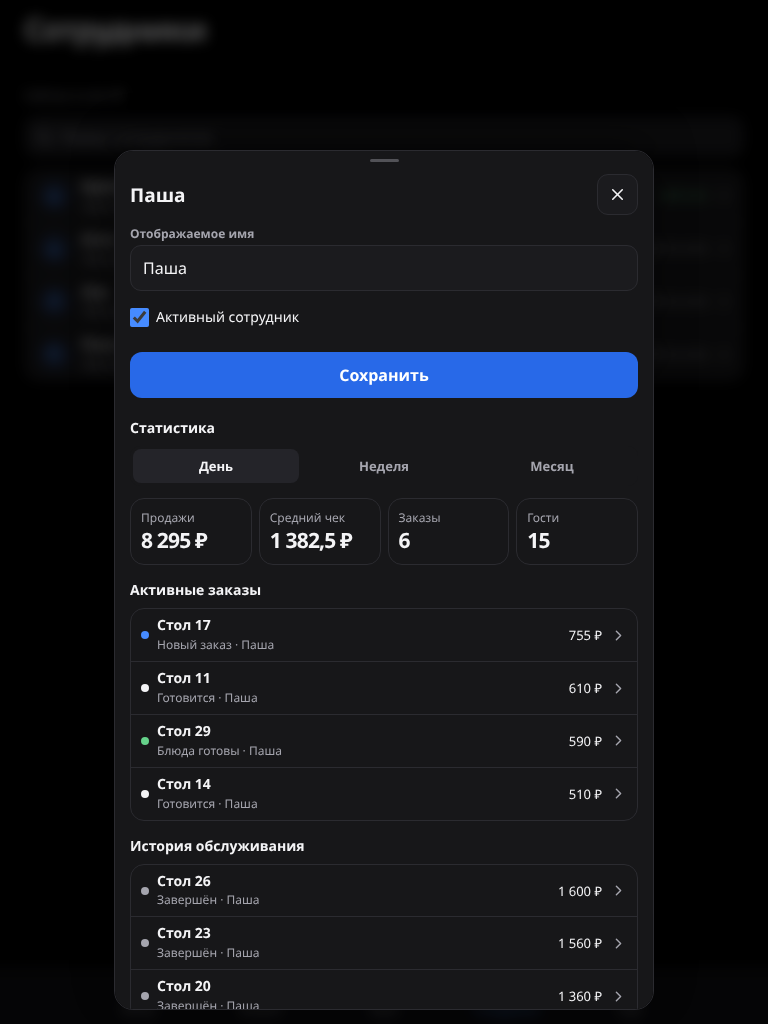 Сотрудники
Паша
Отображаемое имя
Паша
Активный сотрудник
Сохранить
Статистика
День
Неделя
Месяц
Продажи
8 295 ₽
Средний чек
1 382,5 ₽
Заказы
6
Гости
15
Активные заказы
Стол 17
Новый заказ · Паша
755 ₽
Стол 11
Готовится · Паша
610 ₽
Стол 29
Блюда готовы · Паша
590 ₽
Стол 14
Готовится · Паша
510 ₽
История обслуживания
Стол 26
Завершён · Паша
1 600 ₽
Стол 23
Завершён · Паша
1 560 ₽
Стол 20
Завершён · Паша
1 360 ₽